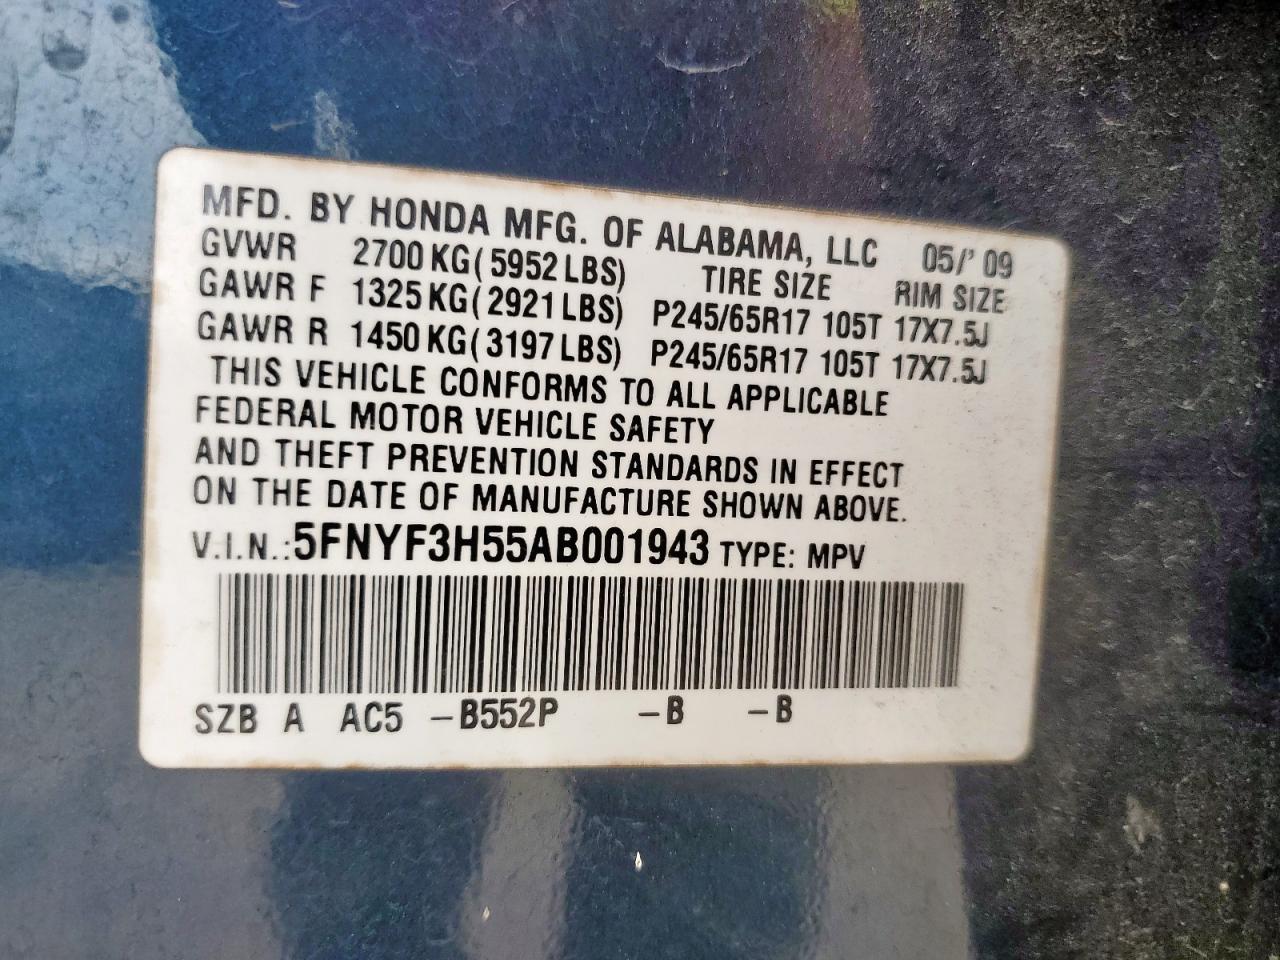 MFD. BY HONDA MFG. OF ALABAMA, LLC 05/' 09
GVWR 2700 KG( 5952 LBS) TIRE SIZE RIM SIZE
GAWR F 1325 KG( 2921 LBS) P245/65R17 105T 17X7.5J
GAWR R 1450 KG( 3197 LBS) P245/65R17 105T 17X7.5J
THIS VEHICLE CONFORMS TO ALL APPLICABLE
FEDERAL MOTOR VEHICLE SAFETY
AND THEFT PREVENTION STANDARDS IN EFFECT
ON THE DATE OF MANUFACTURE SHOWN ABOVE.
V.I.N.:5FNYF3H55AB001943 TYPE: MPV
SZB A AC5 –B552P –B –B